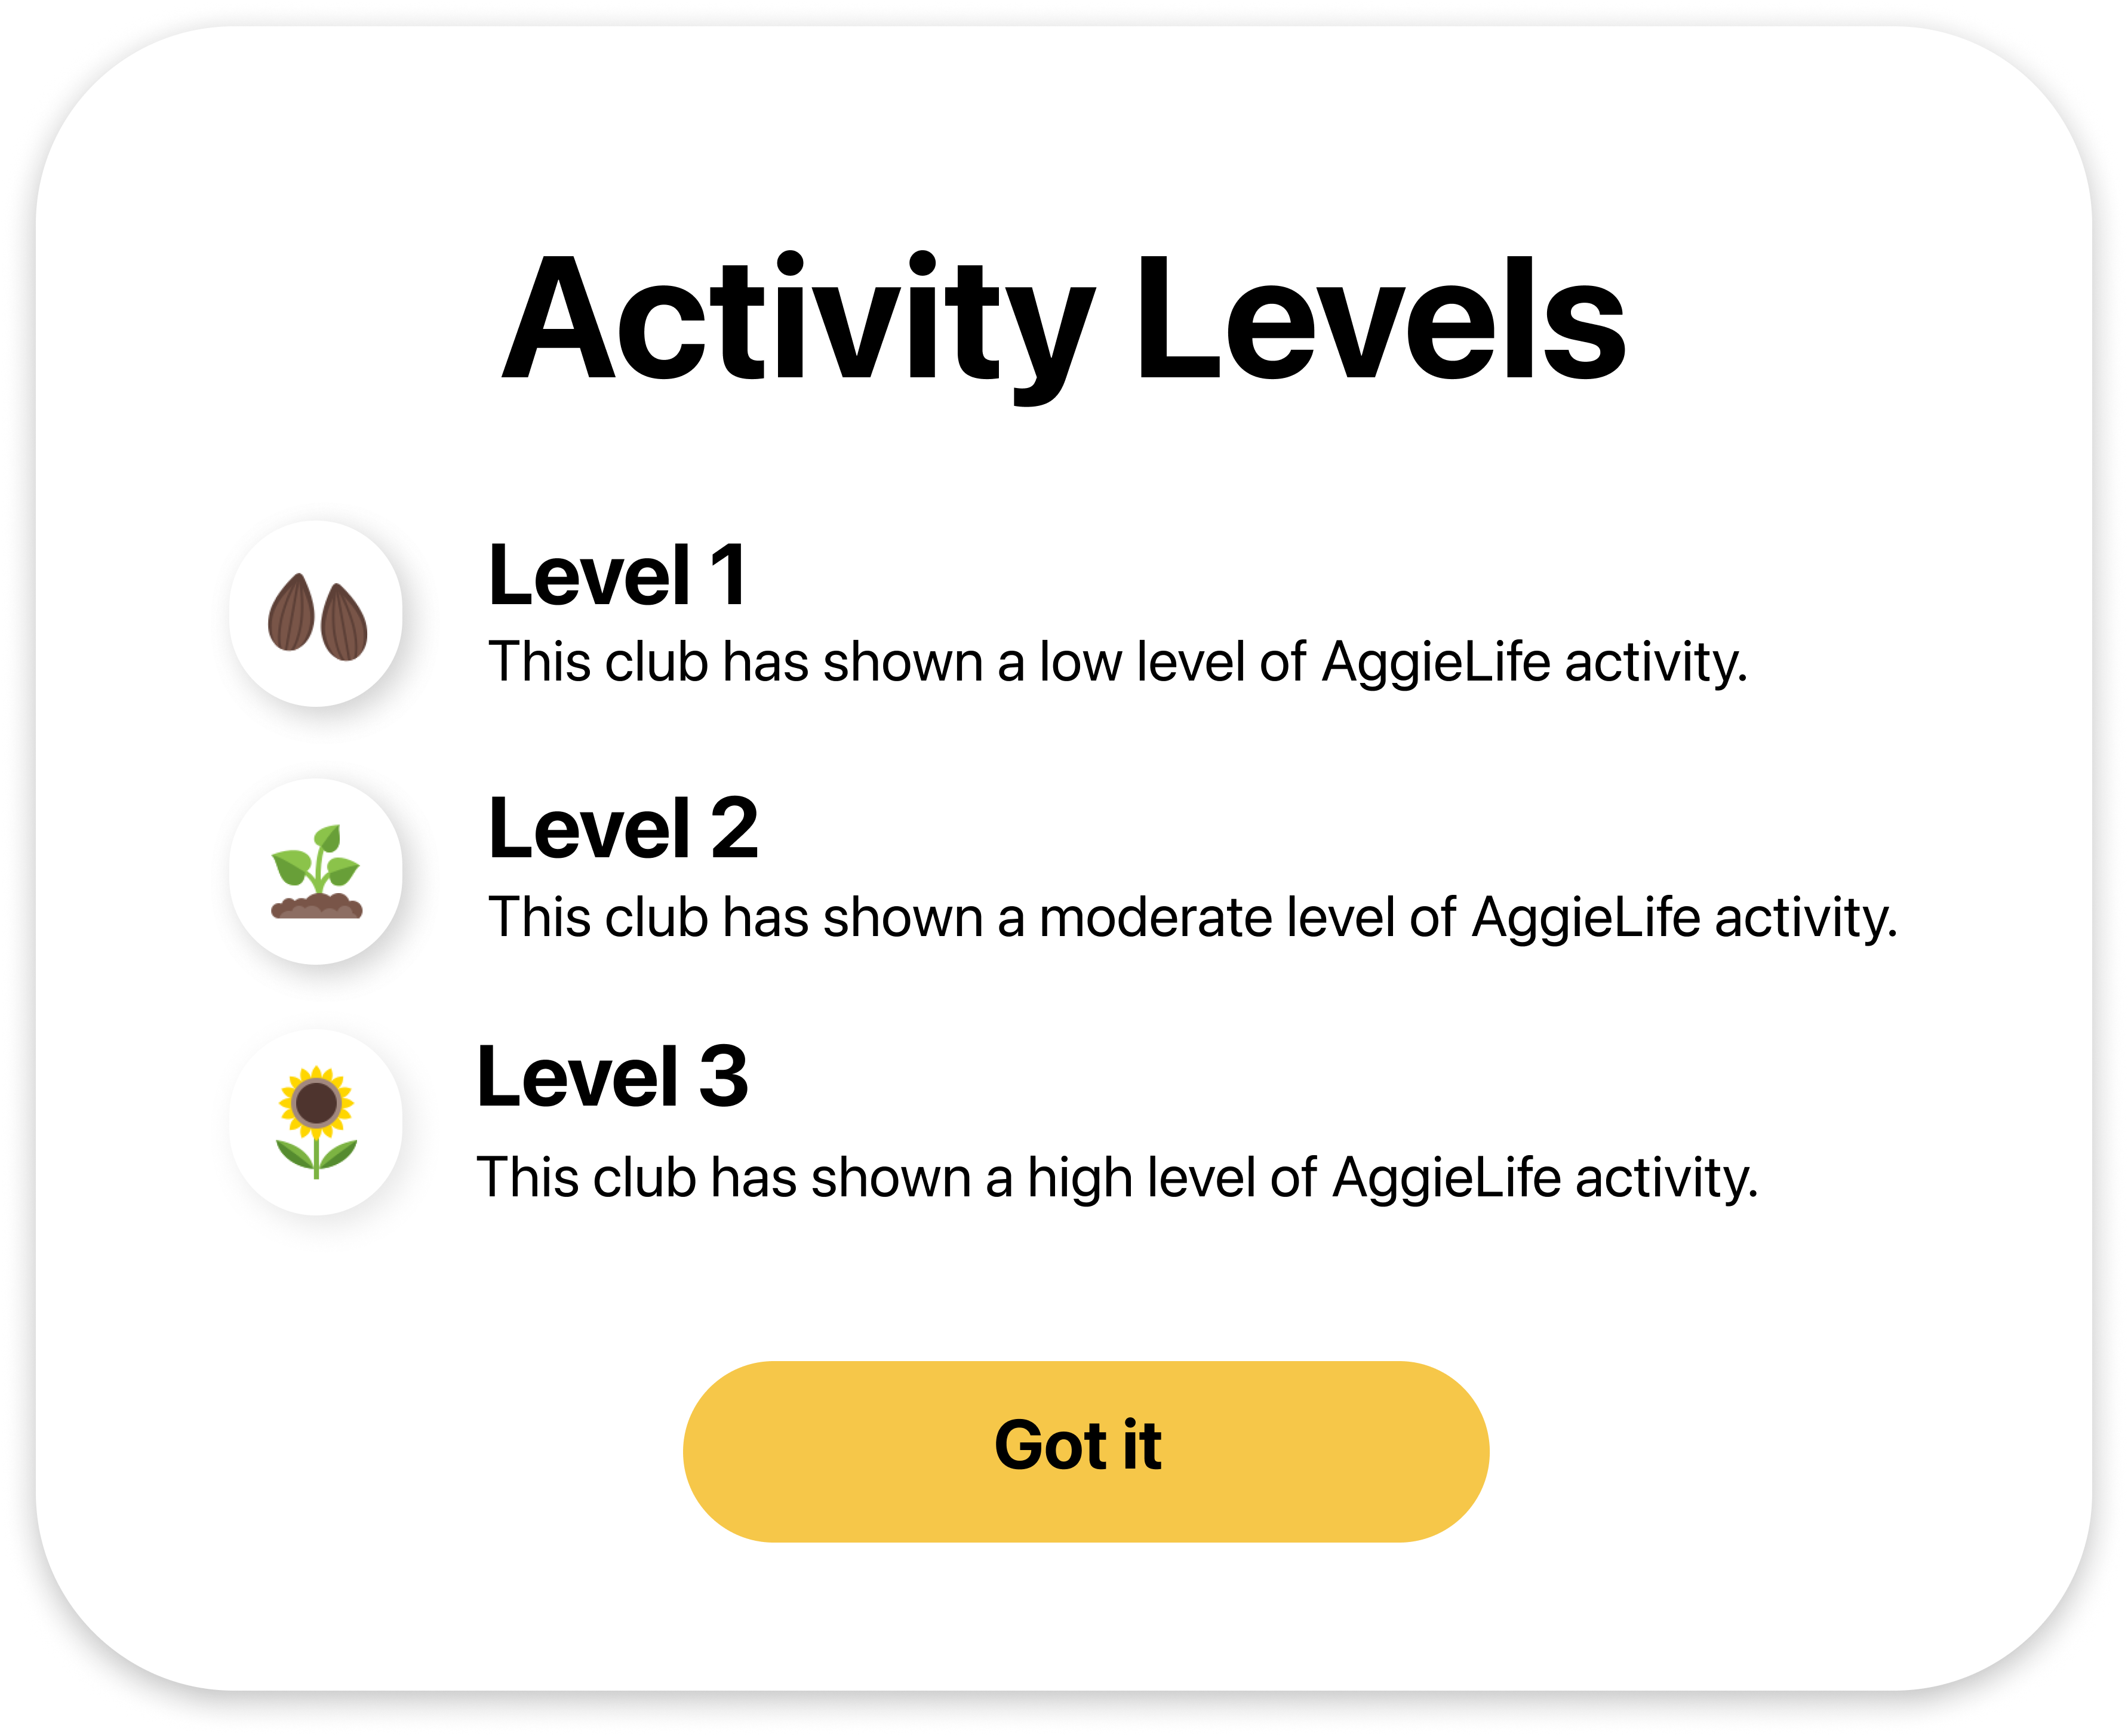 Activity Levels
Level 1
This club has shown a low level of AggieLife activity.
Level 2
This club has shown a moderate level of AggieLife activity.
Level 3
This club has shown a high level of AggieLife activity.
Got it